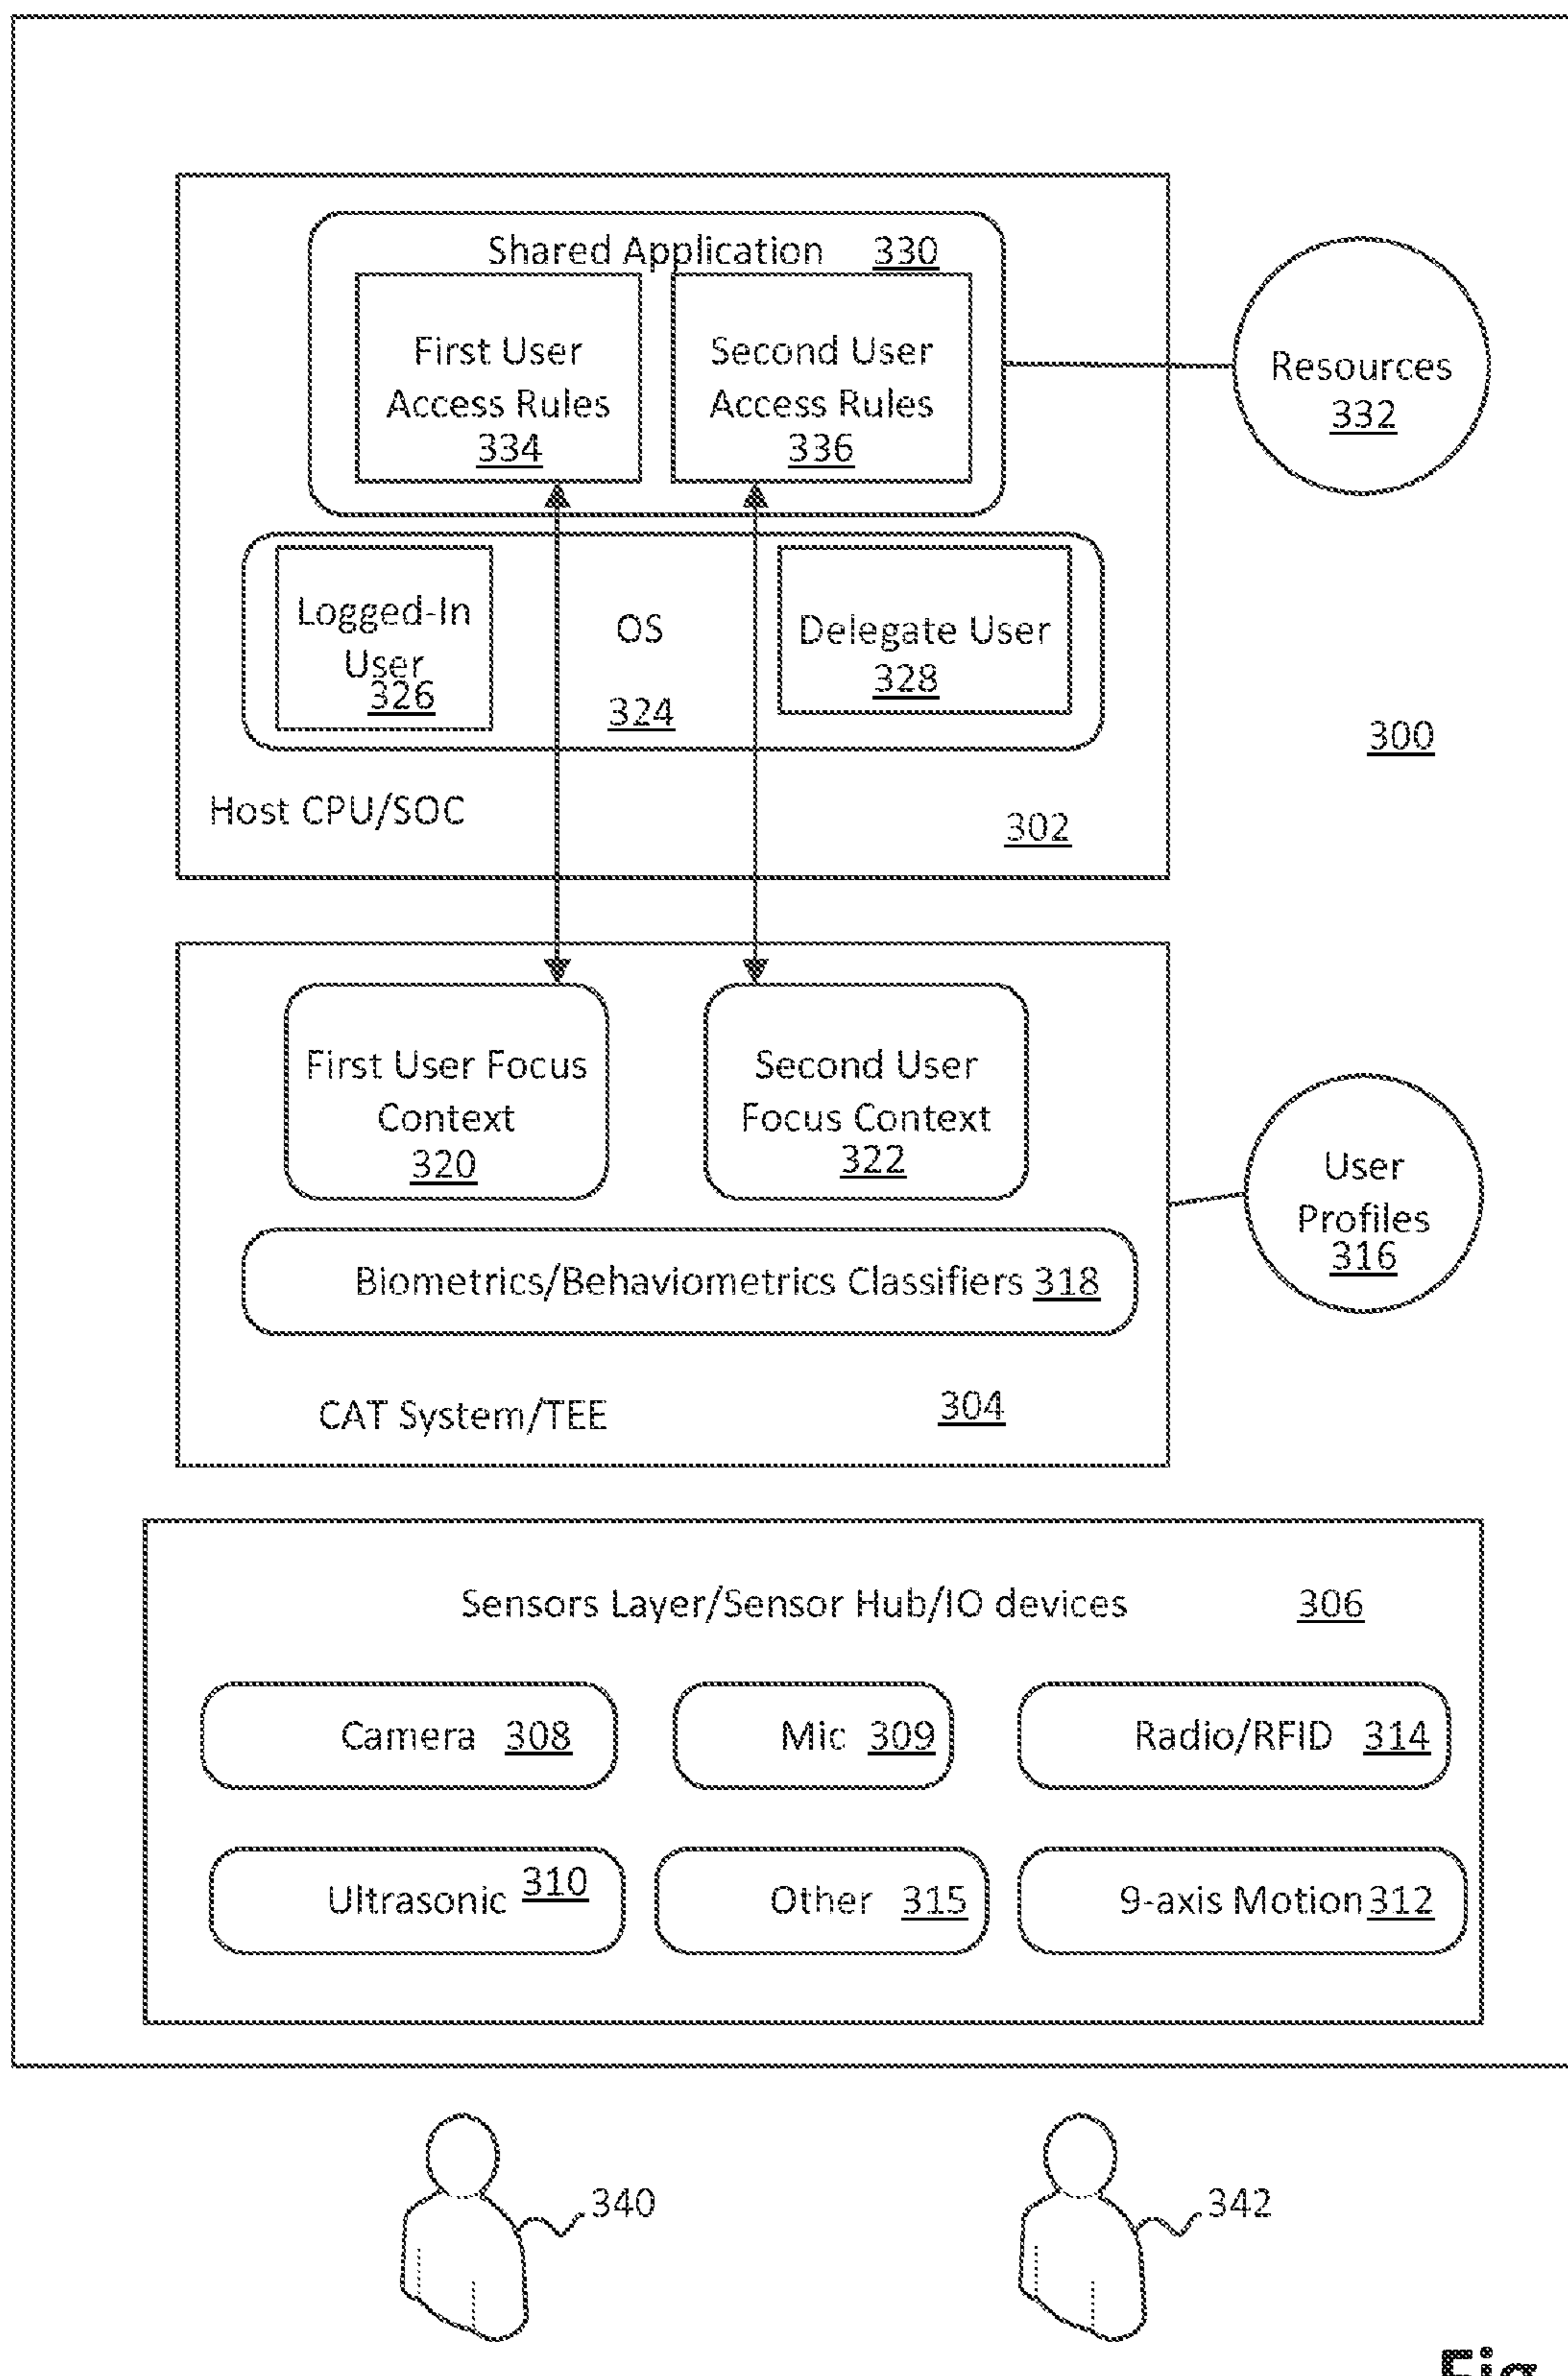 Shared Application 330
First User
Access Rules
334
Second User
Access Rules
336
Resources
332
Logged-In
User
326
OS
324
Delegate User
328
300
Host CPU/SOC
302
First User Focus
Context
320
Second User
Focus Context
322
User
Profiles
316
Biometrics/Behaviometrics Classifiers 318
CAT System/TEE
304
Sensors Layer/Sensor Hub/IO devices 306
Camera 308
Mic 309
Radio/RFID 314
Ultrasonic 310
Other 315
9-axis Motion 312
340
342
Fig